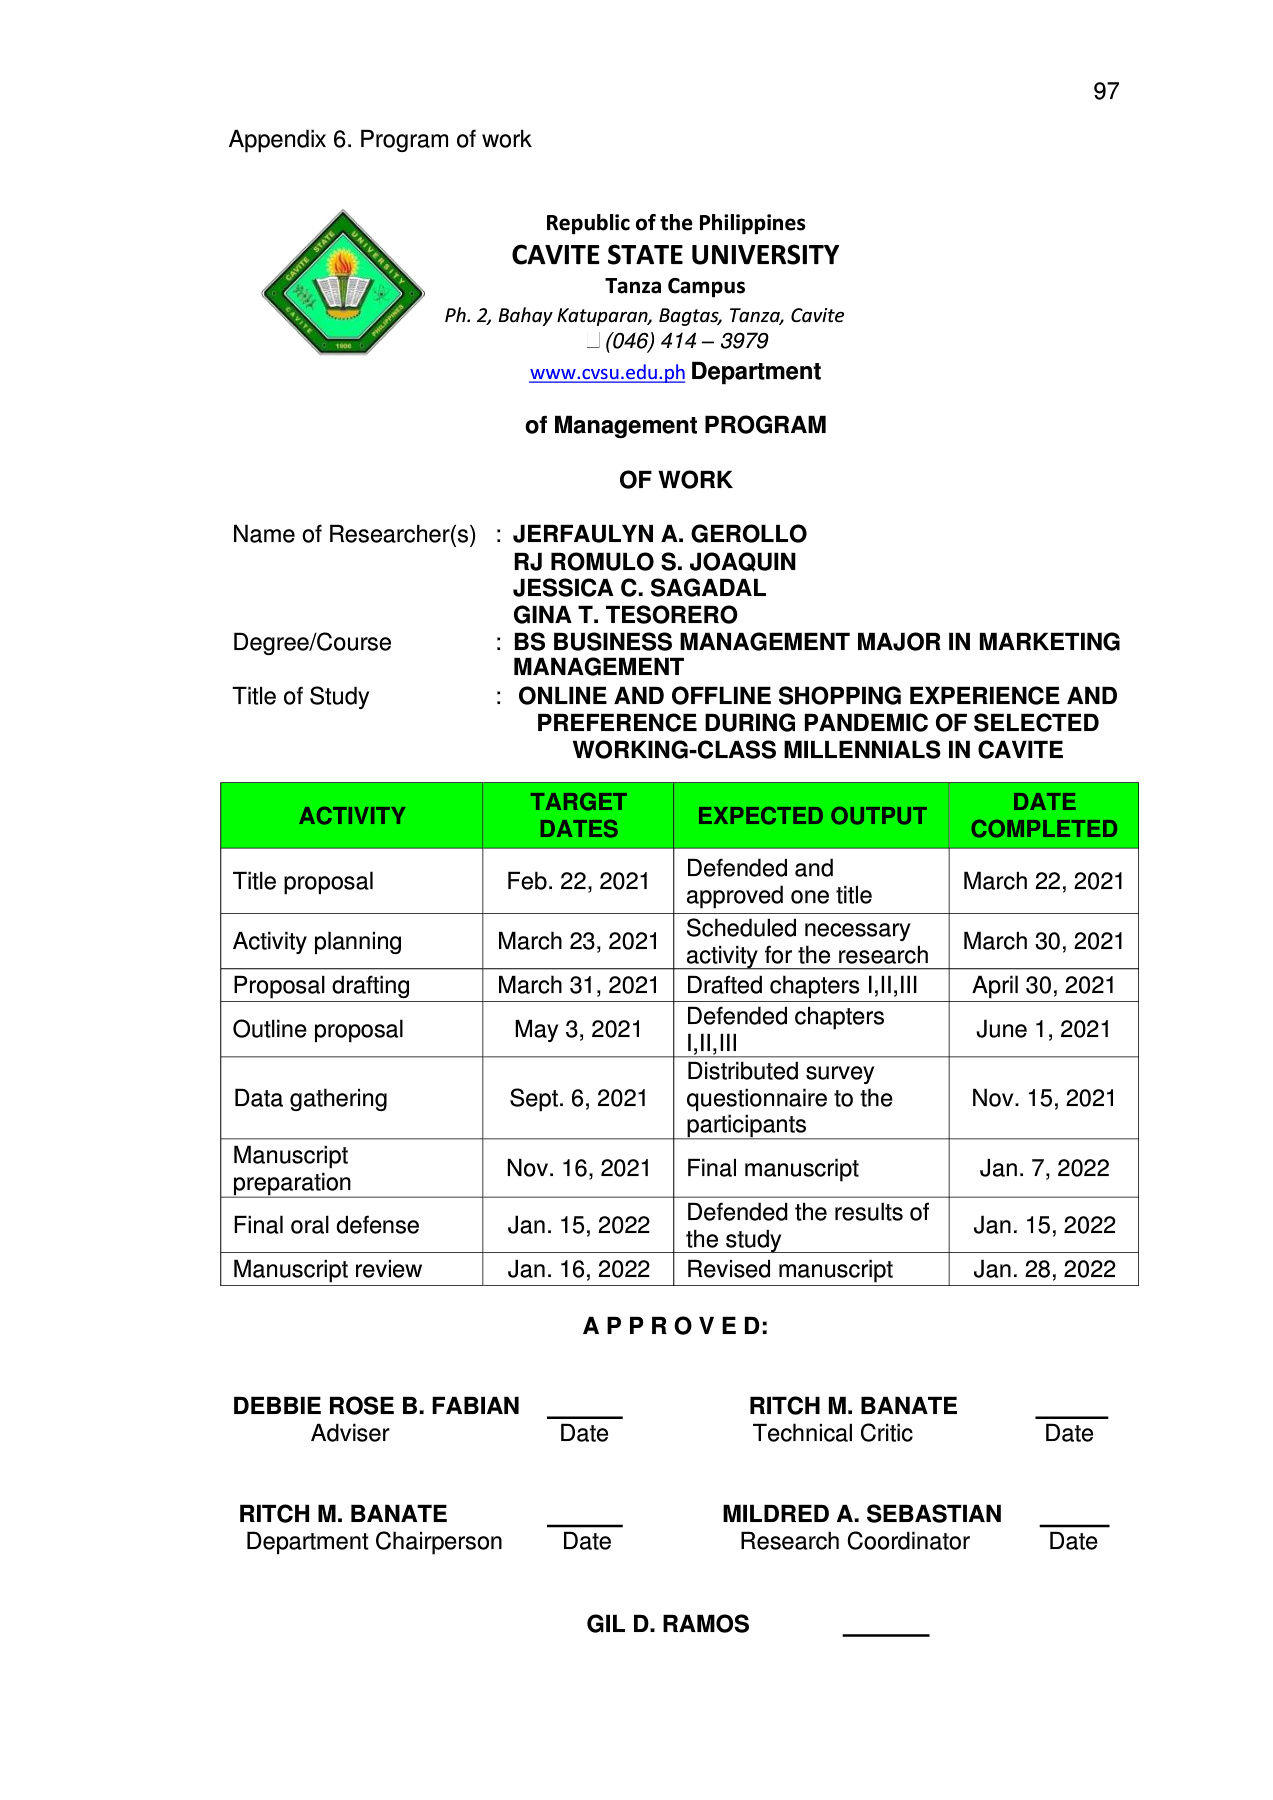 97
Appendix 6. Program of work
CAVITE STATE UNIVERSITY
CAVITE
PHILIPPINES
1906
Republic of the Philippines
CAVITE STATE UNIVERSITY
Tanza Campus
Ph. 2, Bahay Katuparan, Bagtas, Tanza, Cavite
(046) 414 – 3979
www.cvsu.edu.ph Department
of Management PROGRAM
OF WORK
Name of Researcher(s) : JERFAULYN A. GEROLLO
RJ ROMULO S. JOAQUIN
JESSICA C. SAGADAL
GINA T. TESORERO
Degree/Course : BS BUSINESS MANAGEMENT MAJOR IN MARKETING
MANAGEMENT
Title of Study : ONLINE AND OFFLINE SHOPPING EXPERIENCE AND
PREFERENCE DURING PANDEMIC OF SELECTED
WORKING-CLASS MILLENNIALS IN CAVITE
ACTIVITY
TARGET
DATES
EXPECTED OUTPUT
DATE
COMPLETED
Title proposal
Feb. 22, 2021
Defended and
approved one title
March 22, 2021
Activity planning
March 23, 2021
Scheduled necessary
activity for the research
March 30, 2021
Proposal drafting
March 31, 2021
Drafted chapters I,II,III
April 30, 2021
Outline proposal
May 3, 2021
Defended chapters
I,II,III
June 1, 2021
Data gathering
Sept. 6, 2021
Distributed survey
questionnaire to the
participants
Nov. 15, 2021
Manuscript
preparation
Nov. 16, 2021
Final manuscript
Jan. 7, 2022
Final oral defense
Jan. 15, 2022
Defended the results of
the study
Jan. 15, 2022
Manuscript review
Jan. 16, 2022
Revised manuscript
Jan. 28, 2022
A P P R O V E D:
DEBBIE ROSE B. FABIAN ______ RITCH M. BANATE ______
Adviser Date Technical Critic Date
RITCH M. BANATE ______ MILDRED A. SEBASTIAN ______
Department Chairperson Date Research Coordinator Date
GIL D. RAMOS ______